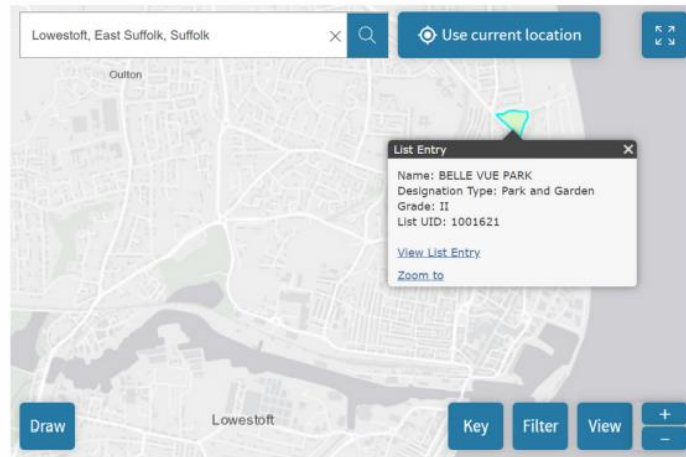 Lowestoft, East Suffolk, Suffolk
Use current location
Oulton
List Entry
Name: BELLE VUE PARK
Designation Type: Park and Garden
Grade: II
List UID: 1001621
View List Entry
Zoom to
Draw
Lowestoft
Key
Filter
View
+
−